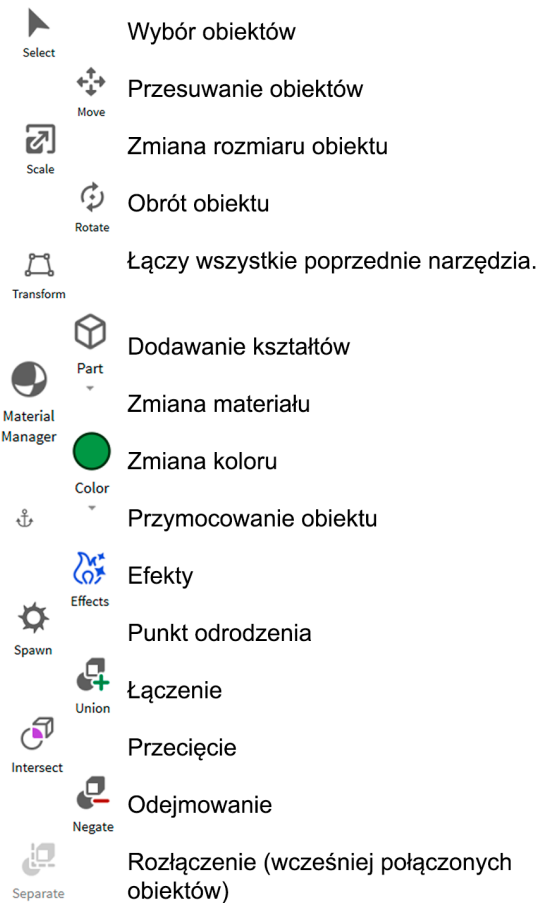 Select
Wybór obiektów
Move
Przesuwanie obiektów
Scale
Zmiana rozmiaru obiektu
Rotate
Obrót obiektu
Transform
Łączy wszystkie poprzednie narzędzia.
Part
Dodawanie kształtów
Material
Manager
Zmiana materiału
Color
Zmiana koloru
Przymocowanie obiektu
Effects
Efekty
Spawn
Punkt odrodzenia
Union
Łączenie
Intersect
Przecięcie
Negate
Odejmowanie
Separate
Rozłączenie (wcześniej połączonych
obiektów)